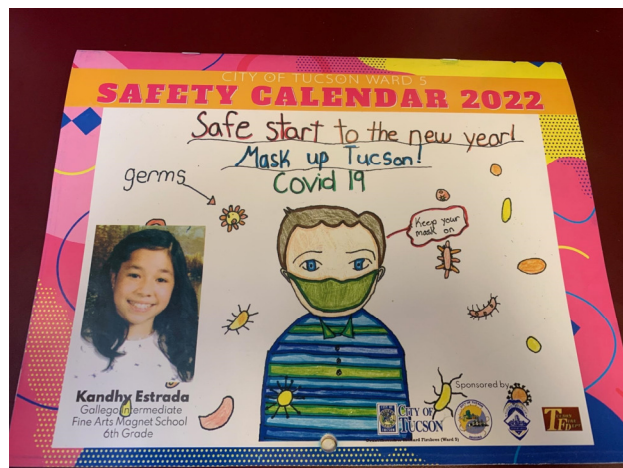 CITY OF TUCSON WARD 5
SAFETY CALENDAR 2022
Safe start to the new year!
Mask up Tucson!
Covid 19
germs
Keep your
mask on
Kandhy Estrada
Gallego Intermediate
Fine Arts Magnet School
6th Grade
Sponsored by
CITY OF
TUCSON
(Ward 5)